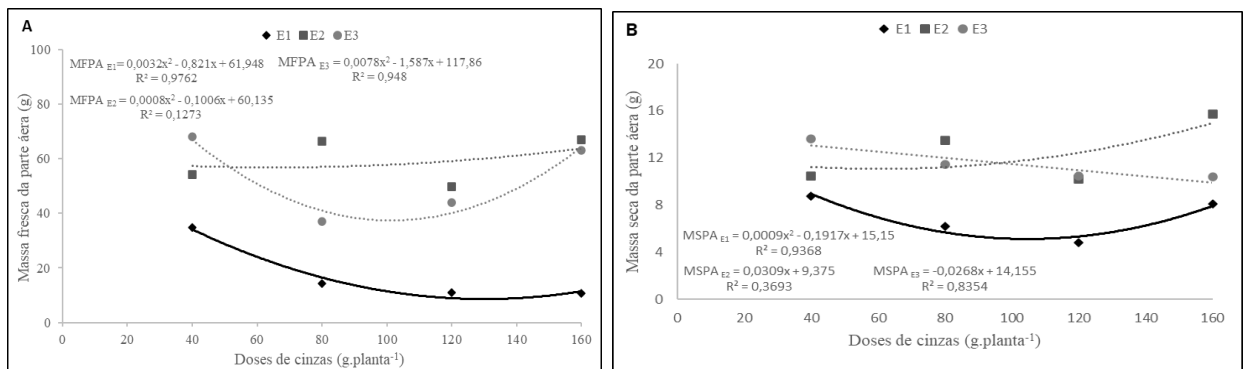 A
E1 E2 E3
MFPA E1 = 0,0032x² - 0,821x + 61,948
R² = 0,9762
MFPA E3 = 0,0078x² - 1,587x + 117,86
R² = 0,948
MFPA E2 = 0,0008x² - 0,1006x + 60,135
R² = 0,1273
Massa fresca da parte áera (g)
100
80
60
40
20
0
0 20 40 60 80 100 120 140 160
Doses de cinzas (g.planta⁻¹)
B
E1 E2 E3
Massa seca da parte áera (g)
20
16
12
8
4
0
MSPA E1 = 0,0009x² - 0,1917x + 15,15
R² = 0,9368
MSPA E2 = 0,0309x + 9,375
R² = 0,3693
MSPA E3 = -0,0268x + 14,155
R² = 0,8354
0 20 40 60 80 100 120 140 160
Doses de cinzas (g.planta⁻¹)